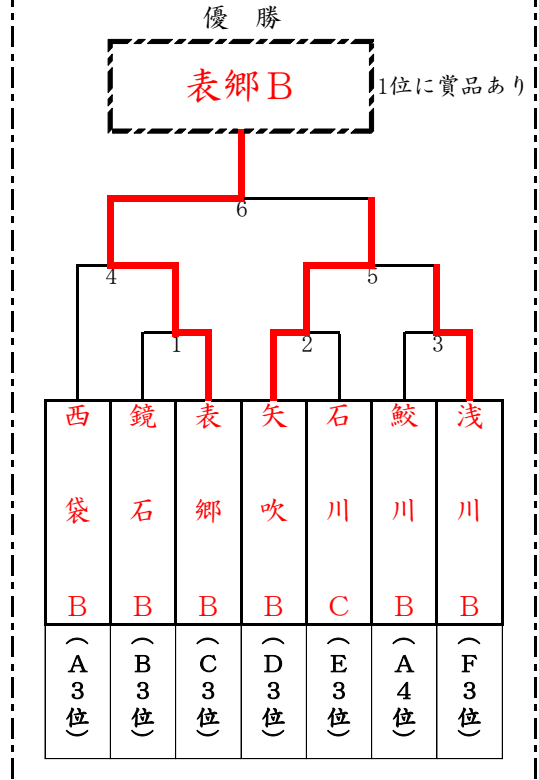 優勝
表郷B
1位に賞品あり
6
4
5
1
2
3
西袋B
鏡石B
表郷B
矢吹B
石川C
鮫川B
浅川B
(A3位)
(B3位)
(C3位)
(D3位)
(E3位)
(A4位)
(F3位)